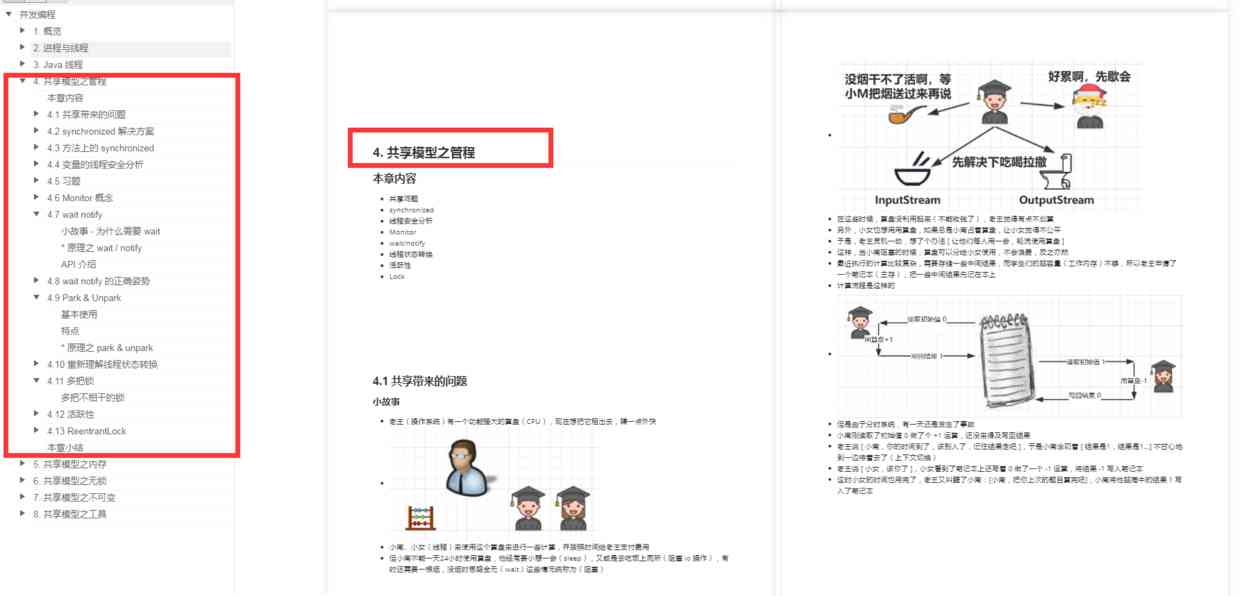 开发编程
1. 概览
2. 进程与线程
3. Java 线程
4. 共享模型之管程
本章内容
4.1 共享带来的问题
4.2 synchronized 解决方案
4.3 方法上的 synchronized
4.4 变量的线程安全分析
4.5 习题
4.6 Monitor 概念
4.7 wait notify
小故事 - 为什么需要 wait
* 原理之 wait / notify
API 介绍
4.8 wait notify 的正确姿势
4.9 Park & Unpark
基本使用
特点
* 原理之 park & unpark
4.10 重新理解线程状态转换
4.11 多把锁
多把不相干的锁
4.12 活跃性
4.13 ReentrantLock
本章小结
5. 共享模型之内存
6. 共享模型之无锁
7. 共享模型之不可变
8. 共享模型之工具
4. 共享模型之管程
本章内容
共享问题
synchronized
线程安全分析
Monitor
wait/notify
线程状态转换
活跃性
Lock
4.1 共享带来的问题
小故事
老王（操作系统）有一个功能强大的算盘（CPU），现在想把它租出去，赚一点外快
小南、小女（线程）来使用这个算盘来进行一些计算，并按照时间给老王支付费用
但小南不能一天24小时使用算盘，他经常要小憩一会（sleep），又或是去吃饭上厕所（阻塞 io 操作），有
时还需要一根烟，没烟时思路全无（wait）这些情况统称为（阻塞）
没烟干不了活啊，等
小M把烟送过来再说
好累啊，先歇会
先解决下吃喝拉撒
InputStream
OutputStream
在这些时候，算盘没利用起来（不能收钱了），老王觉得有点不划算
另外，小女也想用用算盘，如果总是小南占着算盘，让小女觉得不公平
于是，老王灵机一动，想了个办法 [ 让他们每人用一会，轮流使用算盘 ]
这样，当小南阻塞的时候，算盘可以分给小女使用，不会浪费，反之亦然
最近执行的计算比较复杂，需要存储一些中间结果，而学生们的脑容量（工作内存）不够，所以老王申请了
一个笔记本（主存），把一些中间结果先记在本上
计算流程是这样的
读取初始值 0
用算盘+1
写回结果 1
读取初始值 1
用算盘-1
写回结果 0
但是由于分时系统，有一天还是发生了事故
小南刚读取了初始值 0 做了个 +1 运算，还没来得及写回结果
老王说 [ 小南，你的时间到了，该别人了，记住结果走吧 ]，于是小南念叨着 [ 结果是1，结果是1...] 不甘心地
到一边待着去了（上下文切换）
老王说 [ 小女，该你了 ]，小女看到了笔记本上还写着 0 做了一个 -1 运算，将结果 -1 写入笔记本
这时小女的时间也用完了，老王又叫醒了小南：[小南，把你上次的题目算完吧]，小南将他脑海中的结果 1 写
入了笔记本